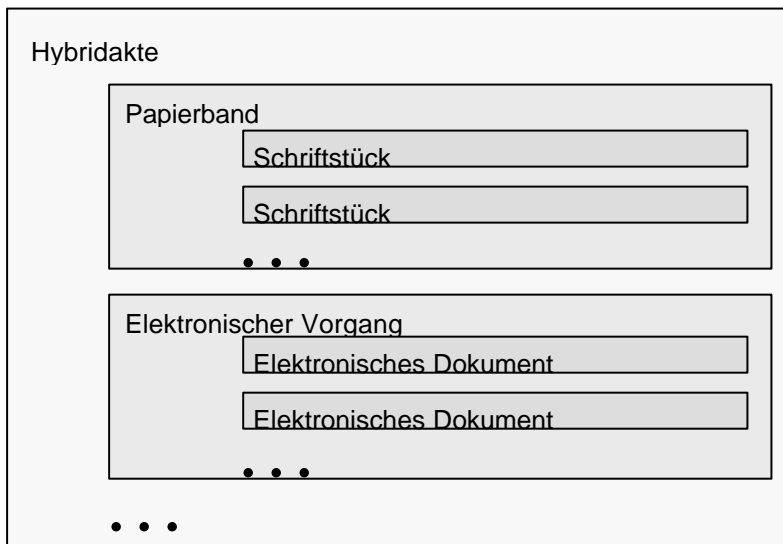 Hybridakte
Papierband
Schriftstück
Schriftstück
• • •
Elektronischer Vorgang
Elektronisches Dokument
Elektronisches Dokument
• • •
• • •